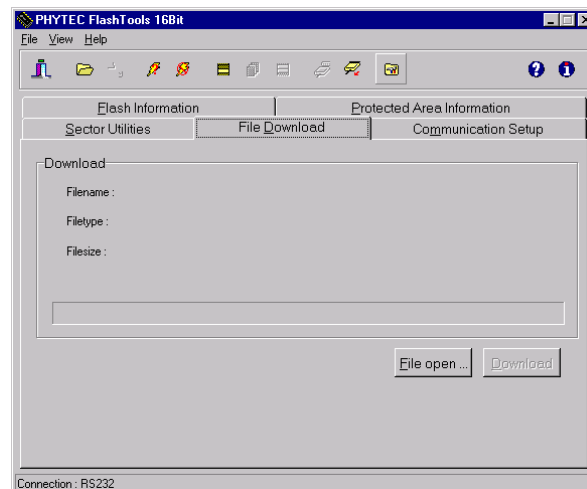 PHYTEC FlashTools 16Bit
File View Help
Flash Information Protected Area Information
Sector Utilities File Download Communication Setup
Download
Filename :
Filetype :
Filesize :
File open ... Download
Connection : RS232